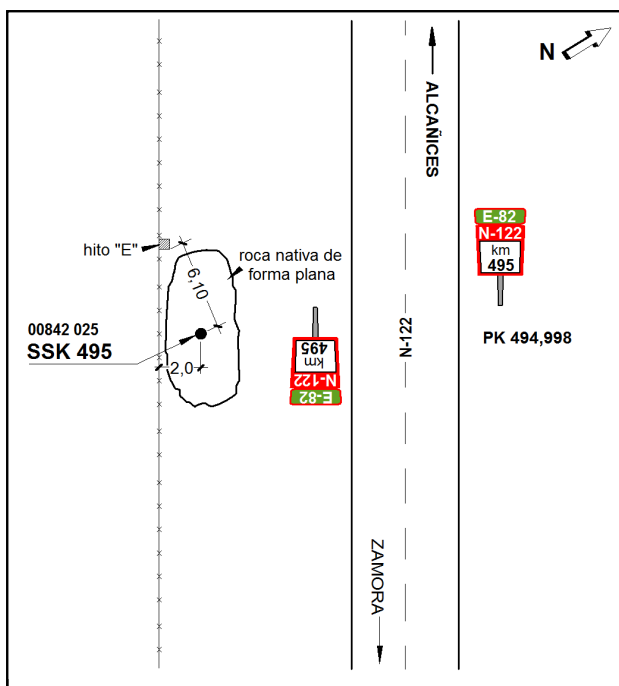 N
ALCAÑICES
E-82
N-122
km
495
hito "E"
roca nativa de
forma plana
6,10
00842 025
SSK 495
2,0
N-122
PK 494,998
km
495
N-122
E-82
ZAMORA